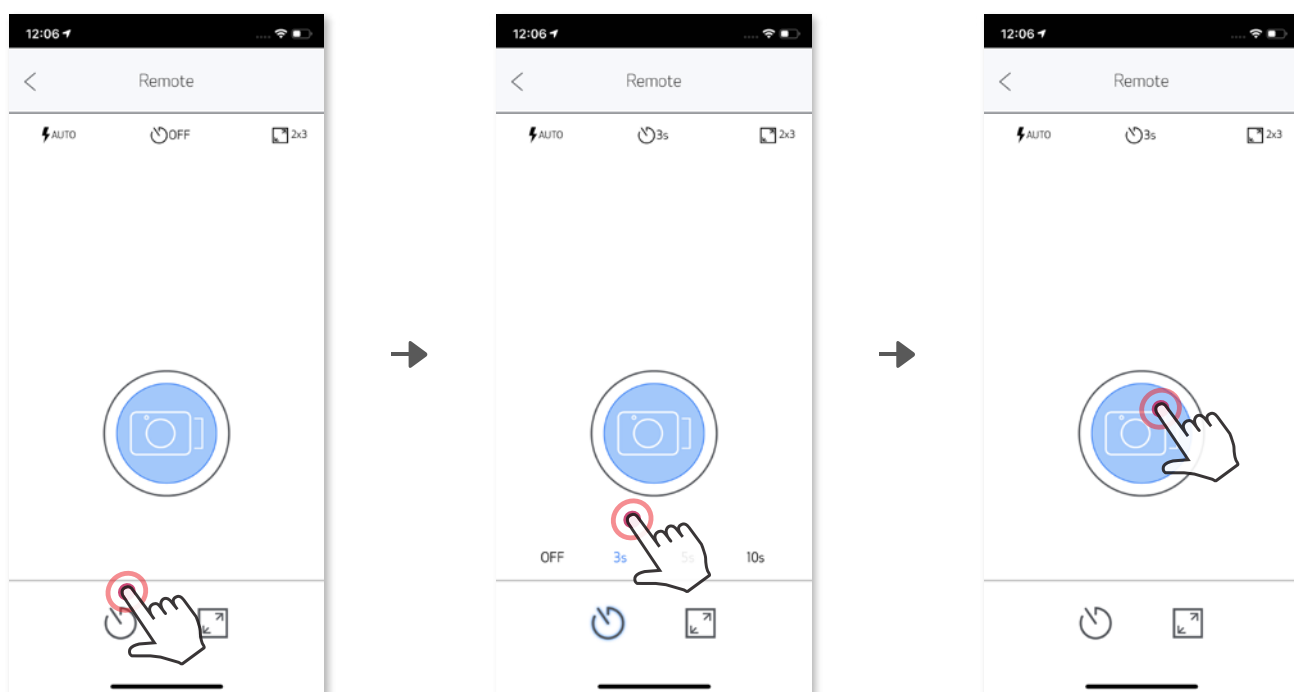 12:06
Remote
AUTO
OFF
2x3
12:06
Remote
AUTO
3s
2x3
OFF
3s
5s
10s
12:06
Remote
AUTO
3s
2x3